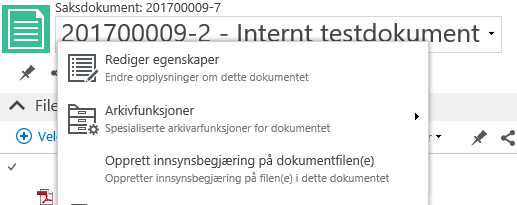 Saksdokument: 201700009-7
201700009-2 - Internt testdokument
Rediger egenskaper
Endre opplysninger om dette dokumentet
File
Arkivfunksjoner
Spesialiserte arkivarfunksjoner for dokumentet
Opprett innsynsbegjæring på dokumentfilen(e)
Oppretter innsynsbegjæring på filen(e) i dette dokumentet